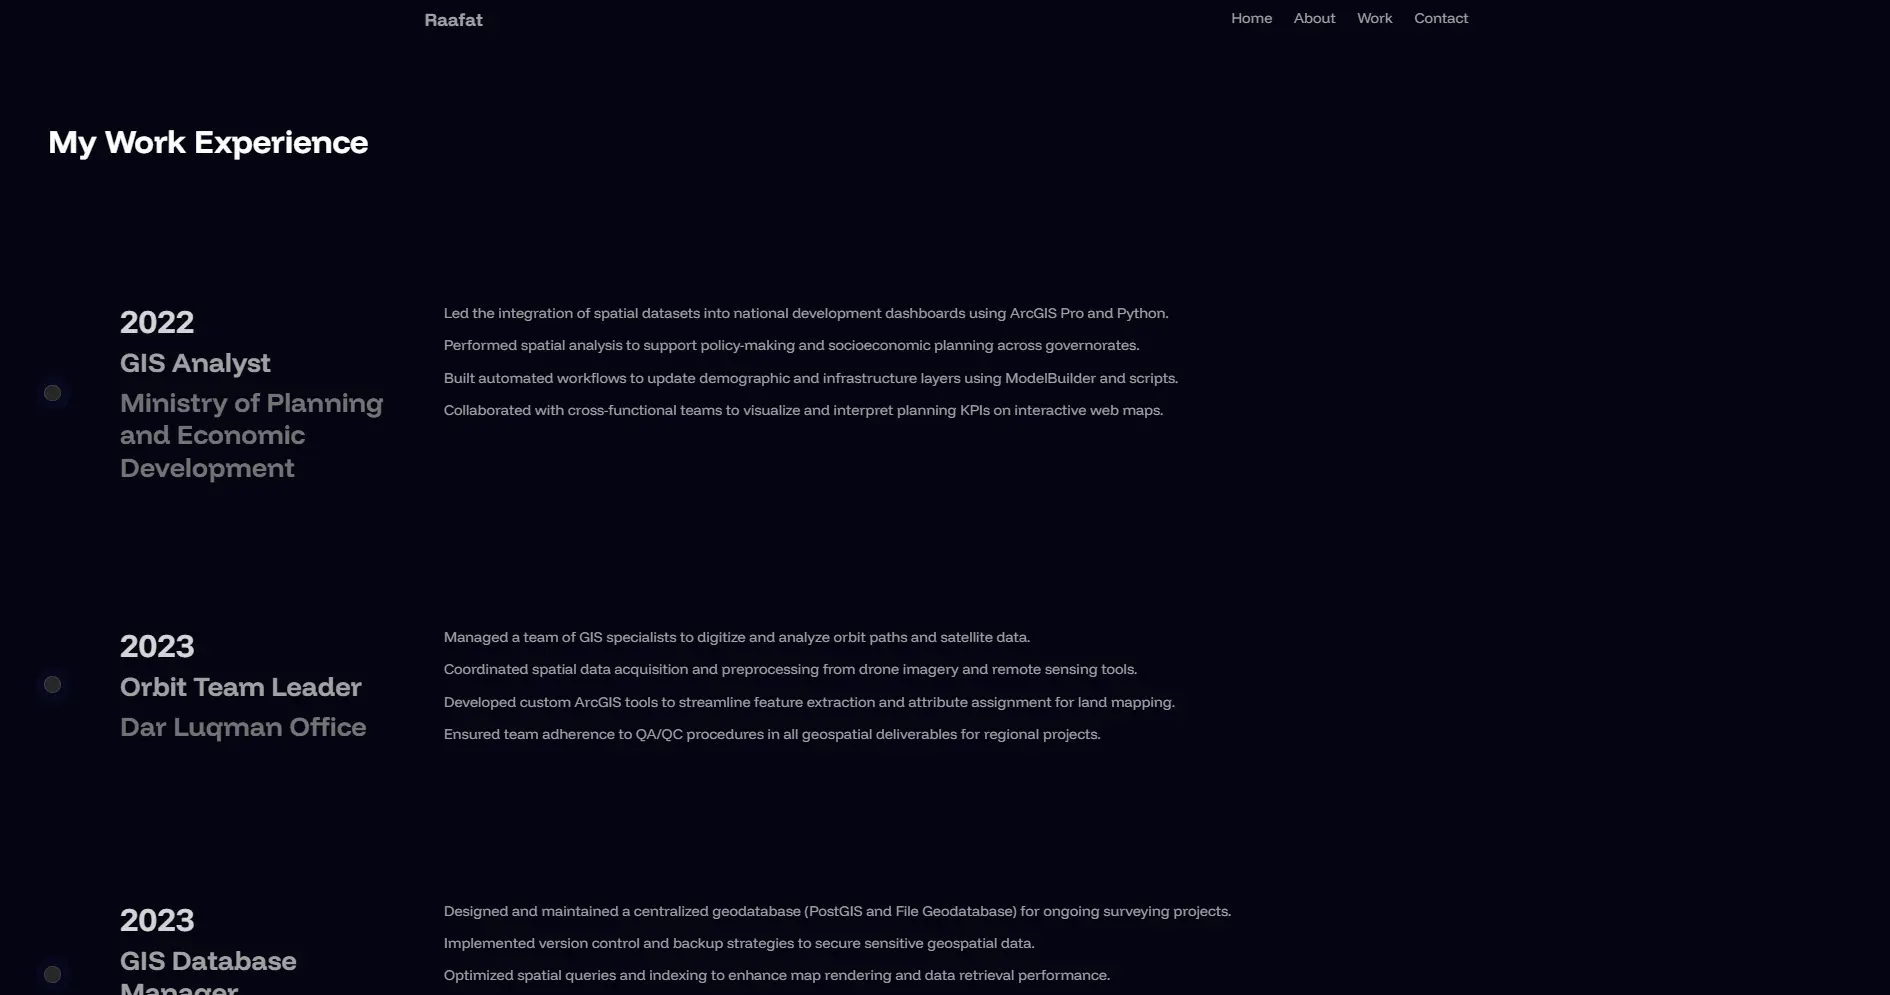 Raafat
Home About Work Contact
My Work Experience
2022
GIS Analyst
Ministry of Planning
and Economic
Development
Led the integration of spatial datasets into national development dashboards using ArcGIS Pro and Python.
Performed spatial analysis to support policy-making and socioeconomic planning across governorates.
Built automated workflows to update demographic and infrastructure layers using ModelBuilder and scripts.
Collaborated with cross-functional teams to visualize and interpret planning KPIs on interactive web maps.
2023
Orbit Team Leader
Dar Luqman Office
Managed a team of GIS specialists to digitize and analyze orbit paths and satellite data.
Coordinated spatial data acquisition and preprocessing from drone imagery and remote sensing tools.
Developed custom ArcGIS tools to streamline feature extraction and attribute assignment for land mapping.
Ensured team adherence to QA/QC procedures in all geospatial deliverables for regional projects.
2023
GIS Database
Manager
Designed and maintained a centralized geodatabase (PostGIS and File Geodatabase) for ongoing surveying projects.
Implemented version control and backup strategies to secure sensitive geospatial data.
Optimized spatial queries and indexing to enhance map rendering and data retrieval performance.